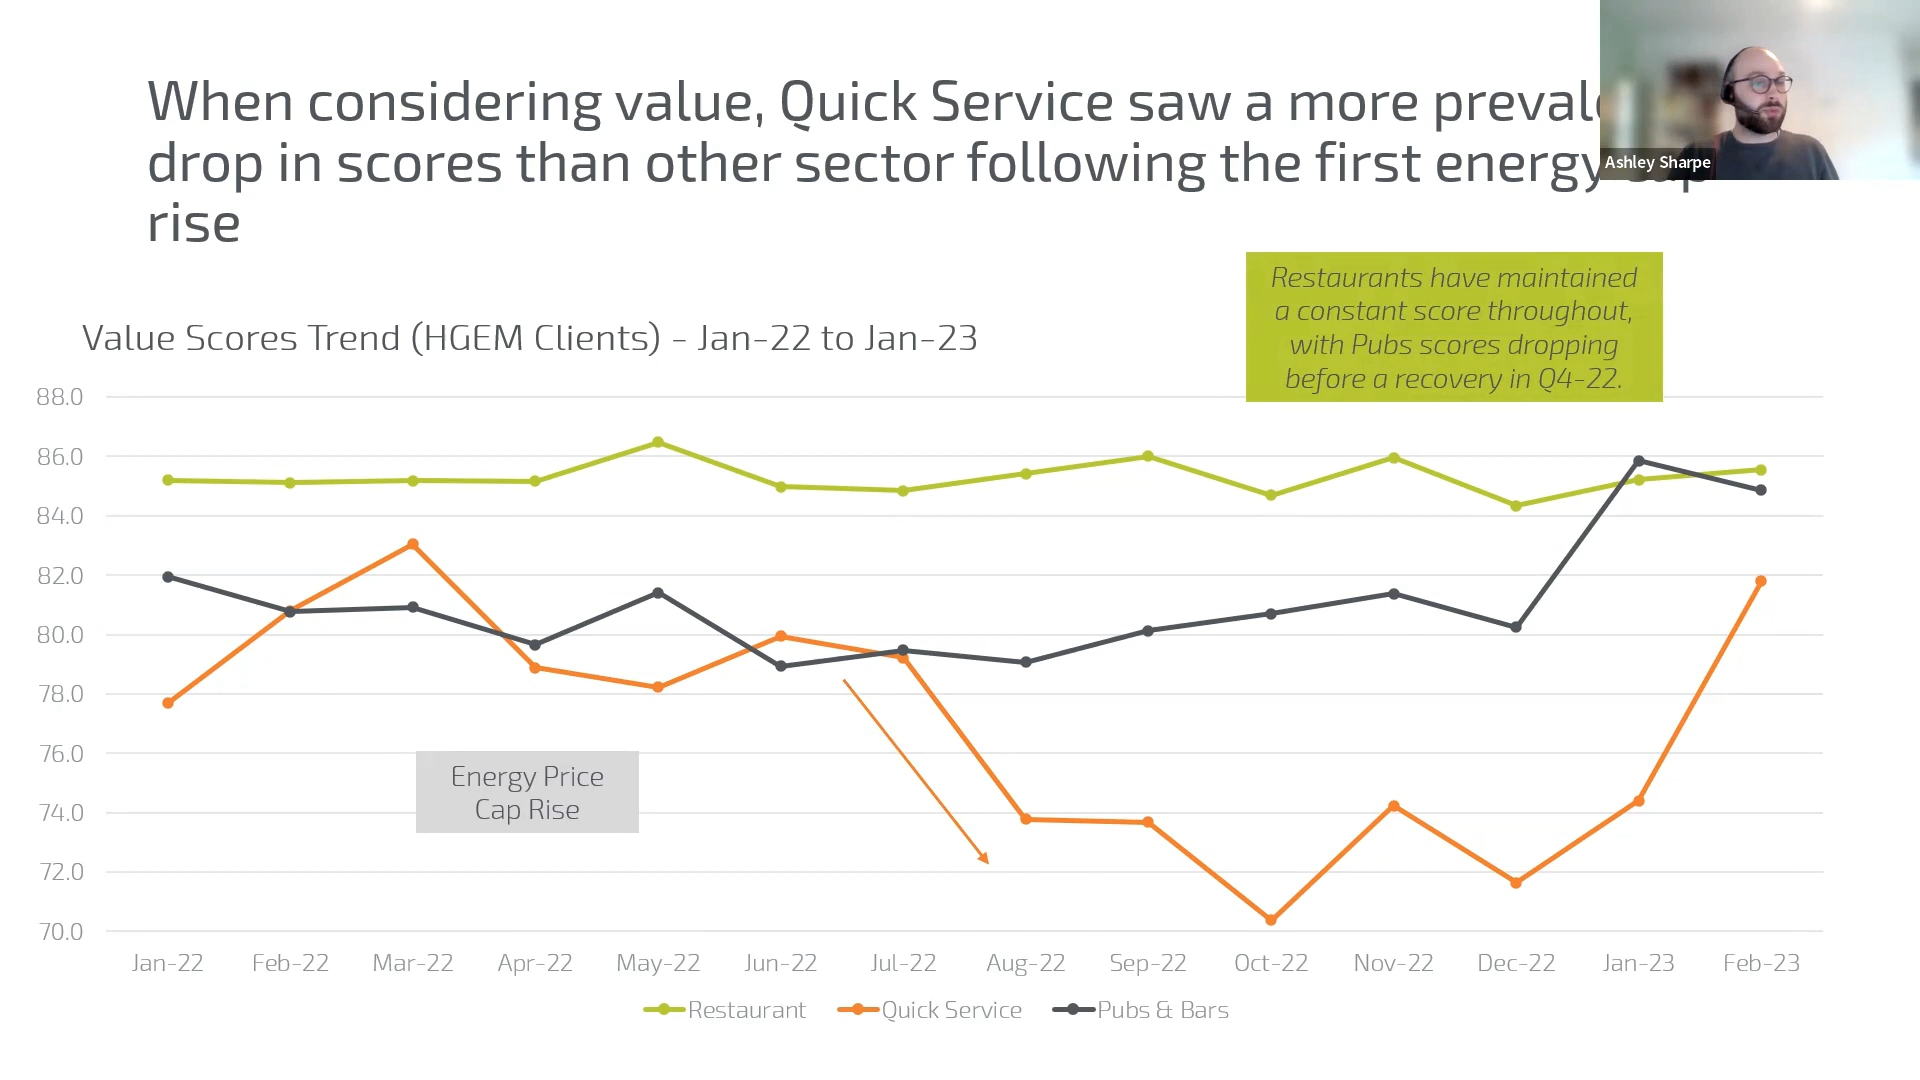 When considering value, Quick Service saw a more
drop in scores than other sector following the first energy
rise
Ashley Sharpe
Restaurants have maintained
a constant score throughout,
with Pubs scores dropping
before a recovery in Q4-22.
Value Scores Trend (HGEM Clients) - Jan-22 to Jan-23
88.0
86.0
84.0
82.0
80.0
78.0
76.0
74.0
72.0
70.0
Energy Price
Cap Rise
Jan-22 Feb-22 Mar-22 Apr-22 May-22 Jun-22 Jul-22 Aug-22 Sep-22 Oct-22 Nov-22 Dec-22 Jan-23 Feb-23
Restaurant Quick Service Pubs & Bars